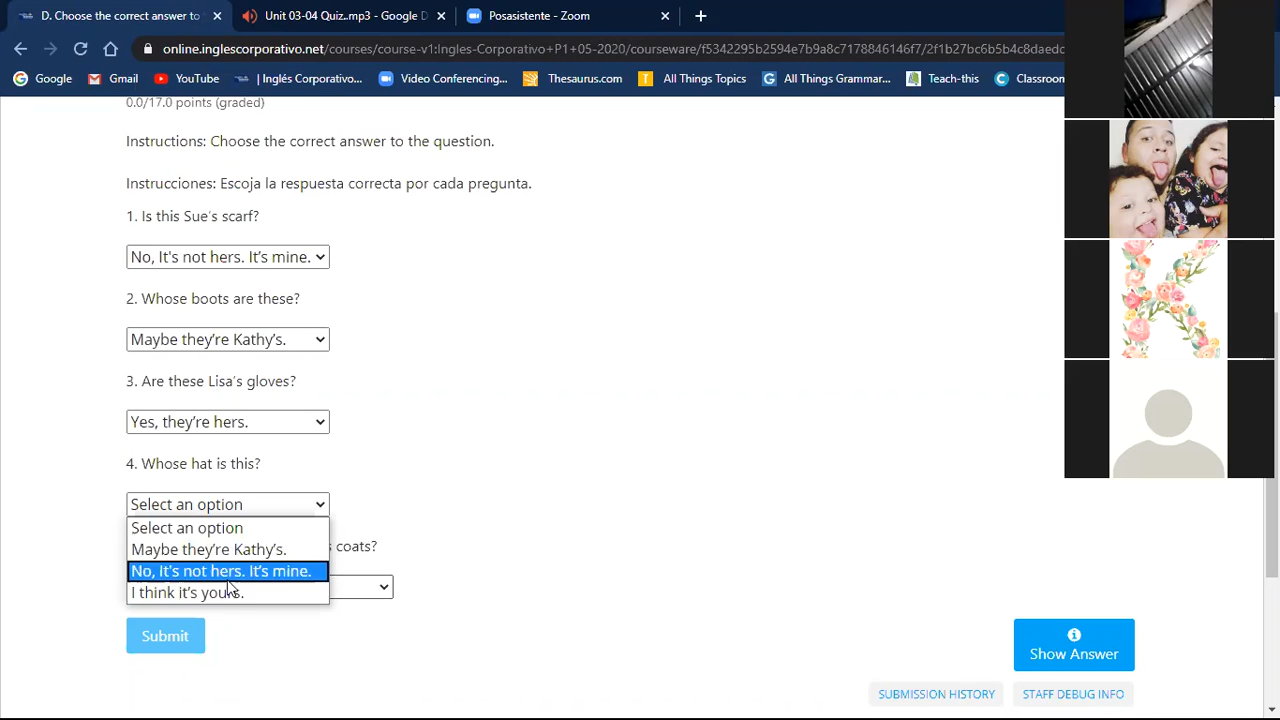 D. Choose the correct answer to
Unit 03-04 Quiz..mp3 - Google D
Posasistente - Zoom
online.inglescorporativo.net/courses/course-v1:Ingles-Corporativo+P1+05-2020/courseware/f5342295b2594e7b9a8c7178846146f7/2f1b27bc6b5b4c8daedc
Google
Gmail
YouTube
| Inglés Corporativo...
Video Conferencing...
Thesaurus.com
All Things Topics
All Things Grammar...
Teach-this
Classroom
0.0/17.0 points (graded)
Instructions: Choose the correct answer to the question.
Instrucciones: Escoja la respuesta correcta por cada pregunta.
1. Is this Sue's scarf?
No, It's not hers. It's mine.
2. Whose boots are these?
Maybe they're Kathy's.
3. Are these Lisa's gloves?
Yes, they're hers.
4. Whose hat is this?
Select an option
Select an option
Maybe they're Kathy's.
coats?
No, It's not hers. It's mine.
I think it's yours.
Submit
Show Answer
SUBMISSION HISTORY
STAFF DEBUG INFO